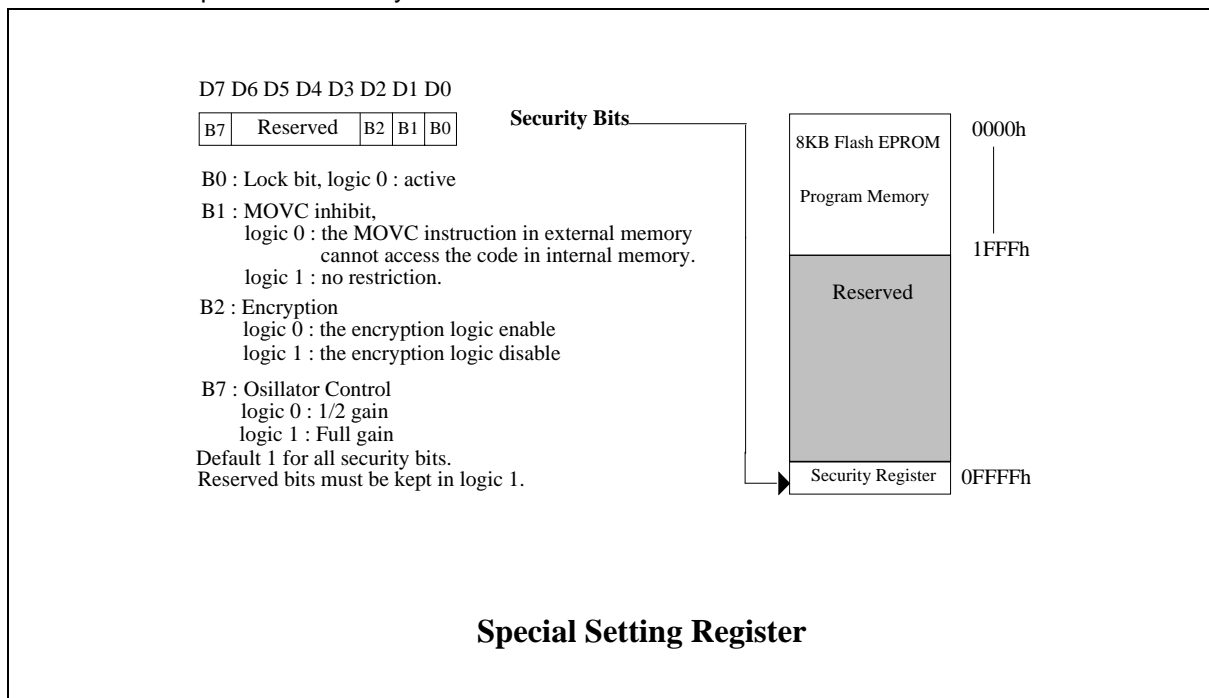 D7 D6 D5 D4 D3 D2 D1 D0
B7 Reserved B2 B1 B0
B0 : Lock bit, logic 0 : active
B1 : MOVC inhibit,
logic 0 : the MOVC instruction in external memory
cannot access the code in internal memory.
logic 1 : no restriction.
B2 : Encryption
logic 0 : the encryption logic enable
logic 1 : the encryption logic disable
B7 : Osillator Control
logic 0 : 1/2 gain
logic 1 : Full gain
Default 1 for all security bits.
Reserved bits must be kept in logic 1.
Security Bits
8KB Flash EPROM
Program Memory
0000h
1FFFh
Reserved
Security Register
0FFFFh
Special Setting Register